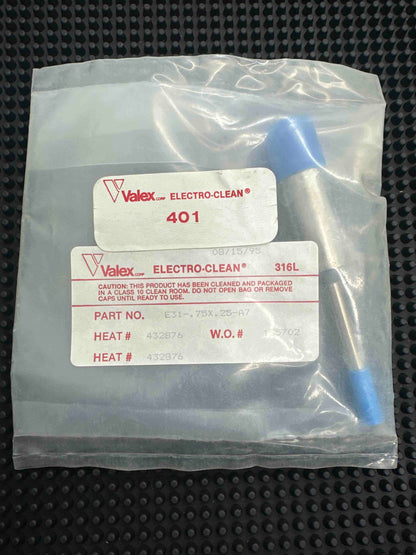 Valex CORP ELECTRO-CLEAN®
401
08/15/95
Valex CORP ELECTRO-CLEAN® 316L
CAUTION: THIS PRODUCT HAS BEEN CLEANED AND PACKAGED
IN A CLASS 10 CLEAN ROOM. DO NOT OPEN BAG OR REMOVE
CAPS UNTIL READY TO USE.
PART NO. E31-.75X.25-A7
HEAT # 432876 W.O.#
HEAT # 432876